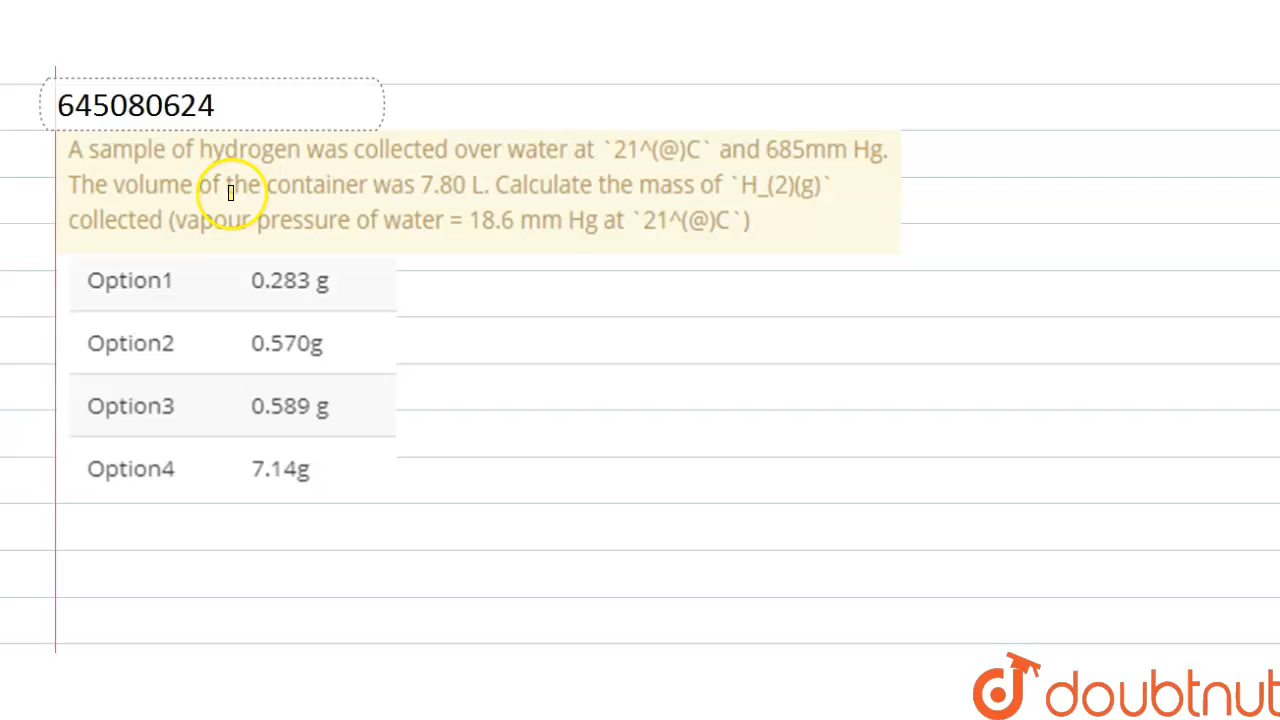 645080624
A sample of hydrogen was collected over water at `21^(@)C` and 685mm Hg.
The volume of the container was 7.80 L. Calculate the mass of `H_(2)(g)`
collected (vapour pressure of water = 18.6 mm Hg at `21^(@)C`)
Option1 0.283 g
Option2 0.570g
Option3 0.589 g
Option4 7.14g
doubtnut